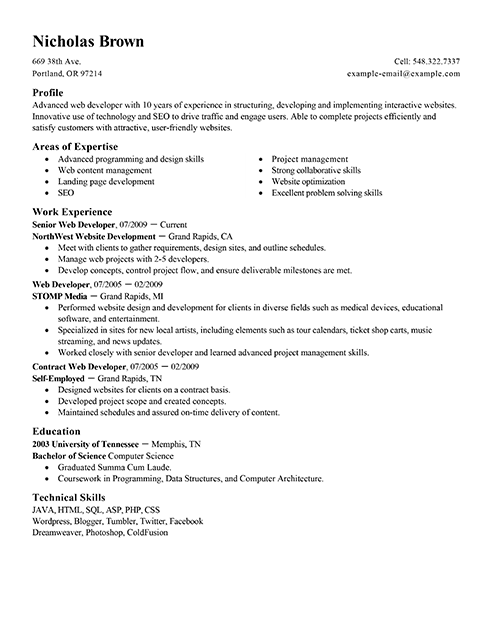 Nicholas Brown
669 38th Ave.
Portland, OR 97214
Cell: 548.322.7337
example-email@example.com
Profile
Advanced web developer with 10 years of experience in structuring, developing and implementing interactive websites.
Innovative use of technology and SEO to drive traffic and engage users. Able to complete projects efficiently and
satisfy customers with attractive, user-friendly websites.
Areas of Expertise
• Advanced programming and design skills
• Web content management
• Landing page development
• SEO
• Project management
• Strong collaborative skills
• Website optimization
• Excellent problem solving skills
Work Experience
Senior Web Developer, 07/2009 – Current
NorthWest Website Development – Grand Rapids, CA
• Meet with clients to gather requirements, design sites, and outline schedules.
• Manage web projects with 2-5 developers.
• Develop concepts, control project flow, and ensure deliverable milestones are met.
Web Developer, 07/2005 – 02/2009
STOMP Media – Grand Rapids, MI
• Performed website design and development for clients in diverse fields such as medical devices, educational
software, and entertainment.
• Specialized in sites for new local artists, including elements such as tour calendars, ticket shop carts, music
streaming, and news updates.
• Worked closely with senior developer and learned advanced project management skills.
Contract Web Developer, 07/2005 – 02/2009
Self-Employed – Grand Rapids, TN
• Designed websites for clients on a contract basis.
• Developed project scope and created concepts.
• Maintained schedules and assured on-time delivery of content.
Education
2003 University of Tennessee – Memphis, TN
Bachelor of Science Computer Science
• Graduated Summa Cum Laude.
• Coursework in Programming, Data Structures, and Computer Architecture.
Technical Skills
JAVA, HTML, SQL, ASP, PHP, CSS
Wordpress, Blogger, Tumbler, Twitter, Facebook
Dreamweaver, Photoshop, ColdFusion